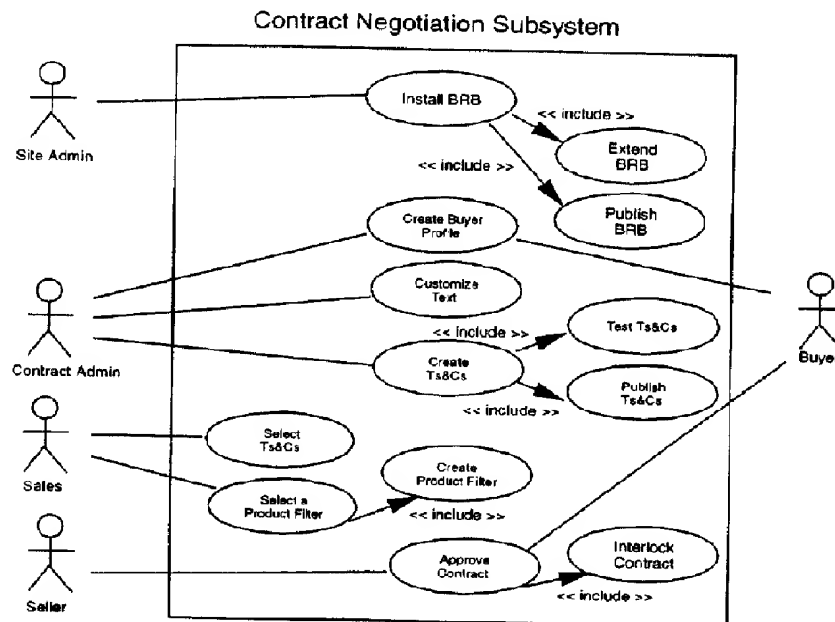 Contract Negotiation Subsystem
Install BRB
<< include >>
Site Admin
Extend
BRB
<< include >>
Publish
BRB
Create Buyer
Profile
Customize
Text
Contract Admin
<< include >>
Test Ts&Cs
Create
Ts&Cs
Buye
Publish
Ts&Cs
<< include >>
Select
Ts&Cs
Sales
Create
Product Filter
Select a
Product Filter
<< include >>
Interlock
Contract
Approve
Contract
<< include >>
Seller